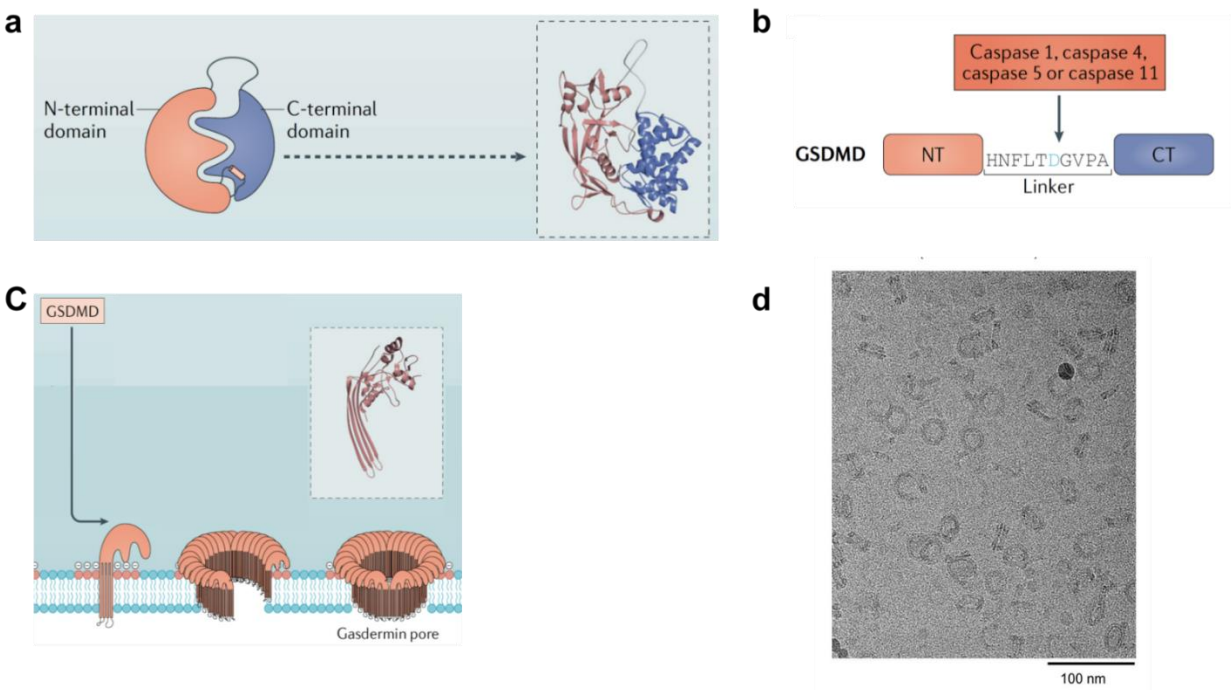 a
N-terminal
domain
C-terminal
domain
b
Caspase 1, caspase 4,
caspase 5 or caspase 11
GSDMD
NT
HNFLTDGVPA
CT
Linker
C
GSDMD
Gasdermin pore
d
100 nm